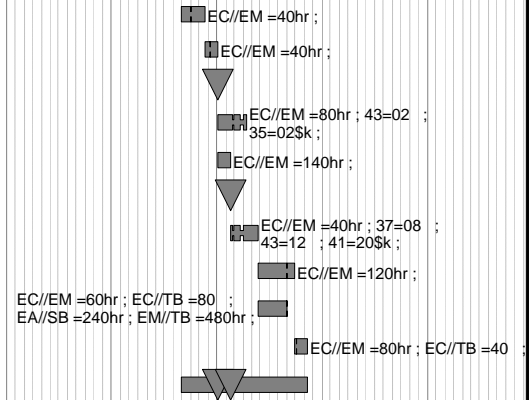 EC//EM =40hr ;
EC//EM =40hr ;
EC//EM =80hr ; 43=02 ;
35=02$k ;
EC//EM =140hr ;
EC//EM =40hr ; 37=08 ;
43=12 ; 41=20$k ;
EC//EM =120hr ;
EC//EM =60hr ; EC//TB =80 ;
EA//SB =240hr ; EM//TB =480hr ;
EC//EM =80hr ; EC//TB =40 ;